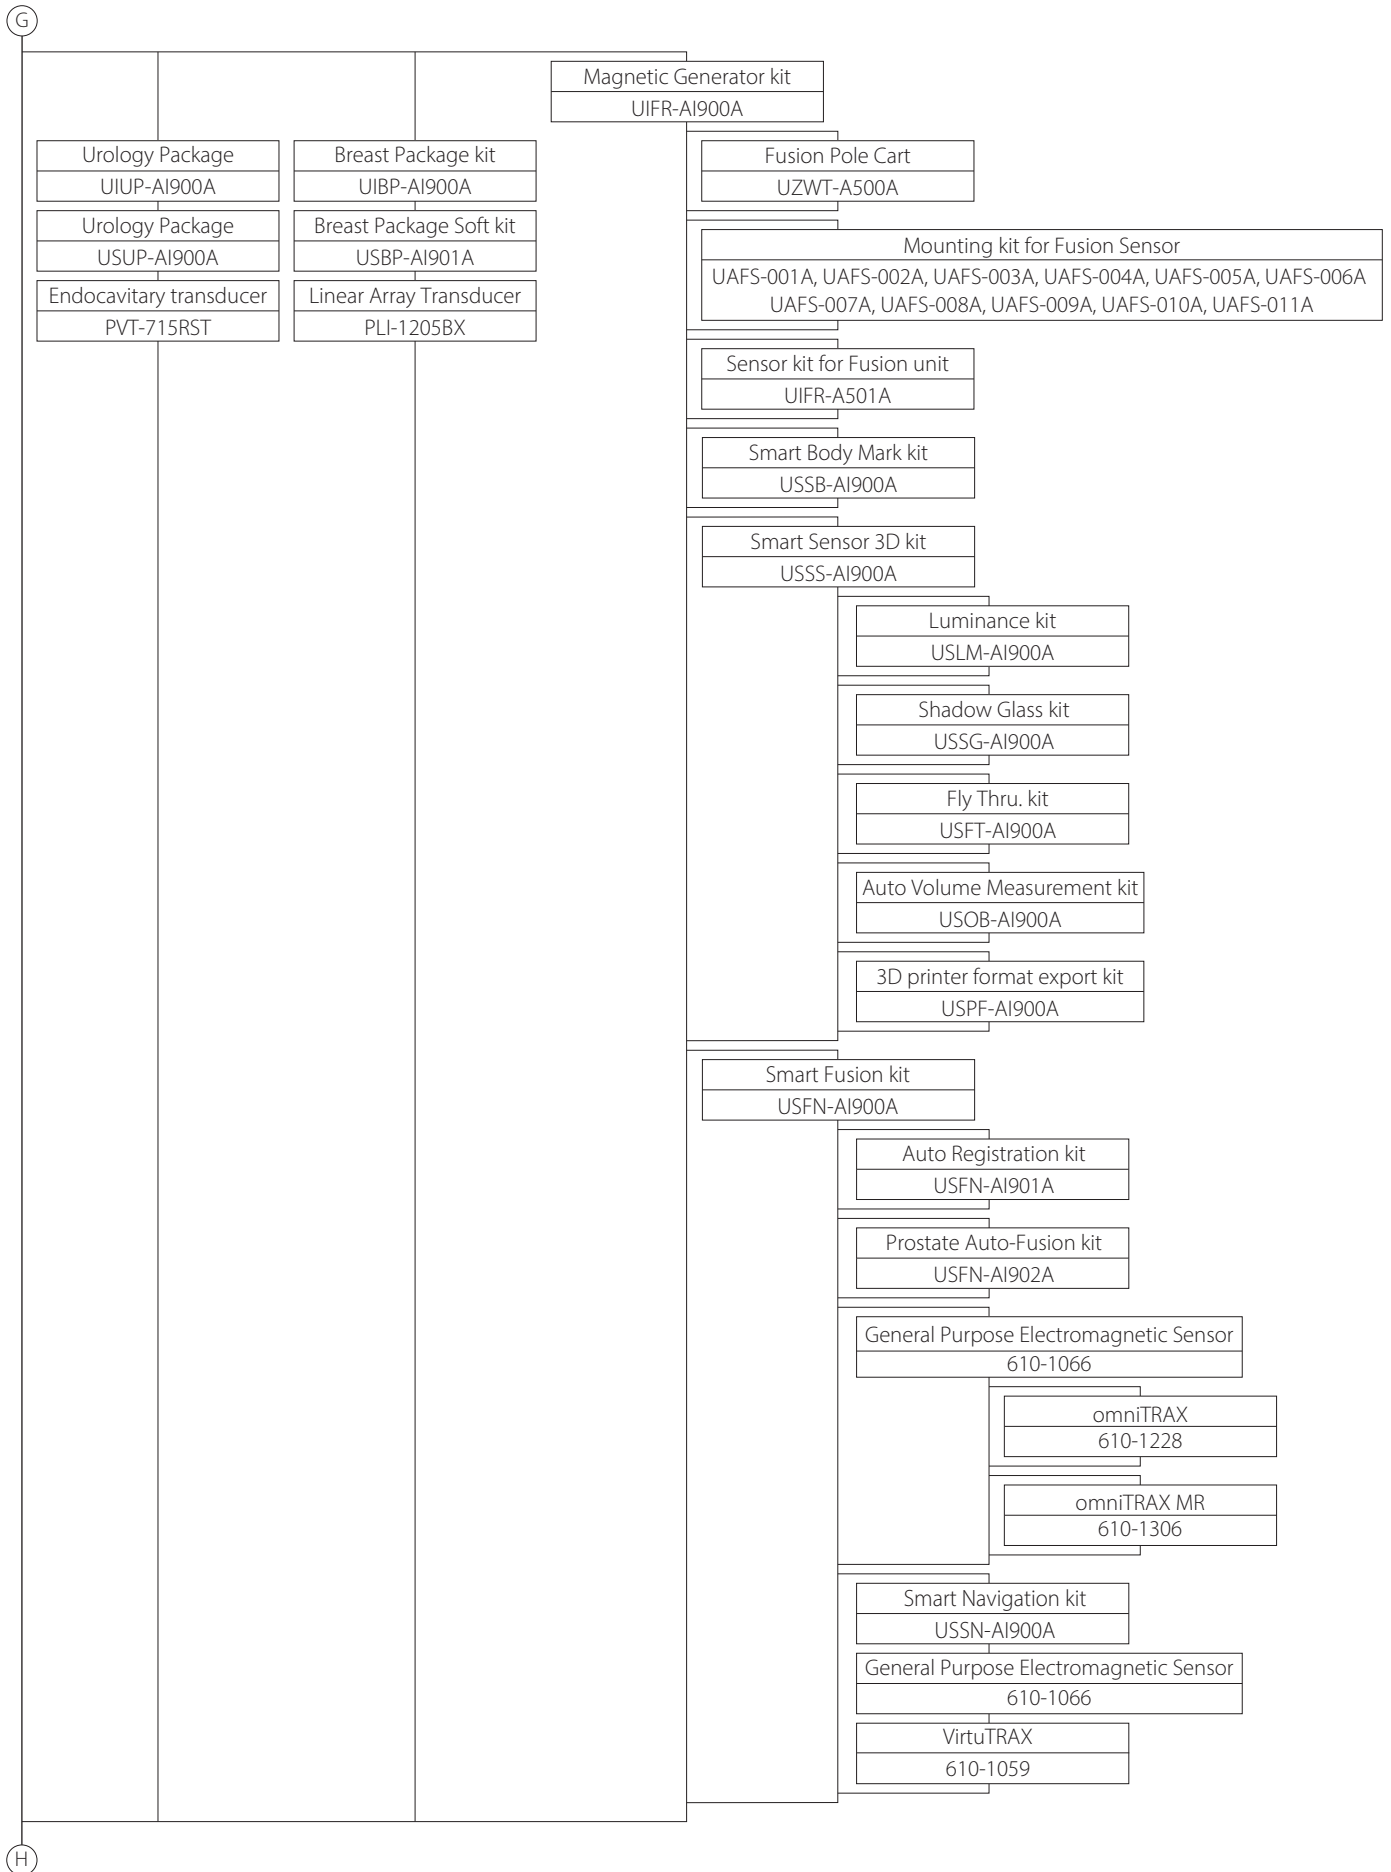 G
Magnetic Generator kit
UIFR-AI900A
Urology Package
UIUP-AI900A
Urology Package
USUP-AI900A
Endocavitary transducer
PVT-715RST
Breast Package kit
UIBP-AI900A
Breast Package Soft kit
USBP-AI901A
Linear Array Transducer
PLI-1205BX
Fusion Pole Cart
UZWT-A500A
Mounting kit for Fusion Sensor
UAFS-001A, UAFS-002A, UAFS-003A, UAFS-004A, UAFS-005A, UAFS-006A
UAFS-007A, UAFS-008A, UAFS-009A, UAFS-010A, UAFS-011A
Sensor kit for Fusion unit
UIFR-A501A
Smart Body Mark kit
USSB-AI900A
Smart Sensor 3D kit
USSS-AI900A
Luminance kit
USLM-AI900A
Shadow Glass kit
USSG-AI900A
Fly Thru. kit
USFT-AI900A
Auto Volume Measurement kit
USOB-AI900A
3D printer format export kit
USPF-AI900A
Smart Fusion kit
USFN-AI900A
Auto Registration kit
USFN-AI901A
Prostate Auto-Fusion kit
USFN-AI902A
General Purpose Electromagnetic Sensor
610-1066
omniTRAX
610-1228
omniTRAX MR
610-1306
Smart Navigation kit
USSN-AI900A
General Purpose Electromagnetic Sensor
610-1066
VirtuTRAX
610-1059
H